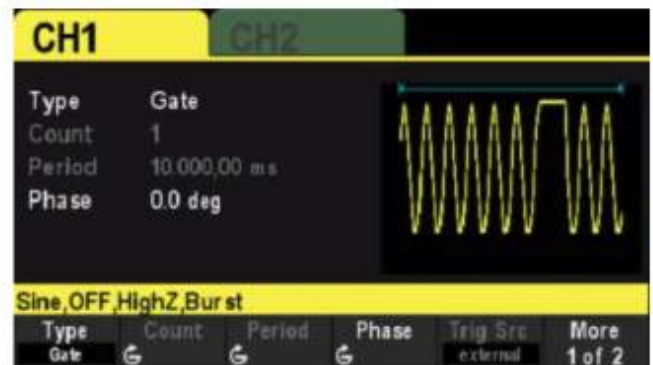 CH1 CH2
Type Gate
Count 1
Period 10.000,00 ms
Phase 0.0 deg
Sine,OFF,HighZ,Burst
Type Count Period Phase Trig Src More
Gate external 1 of 2